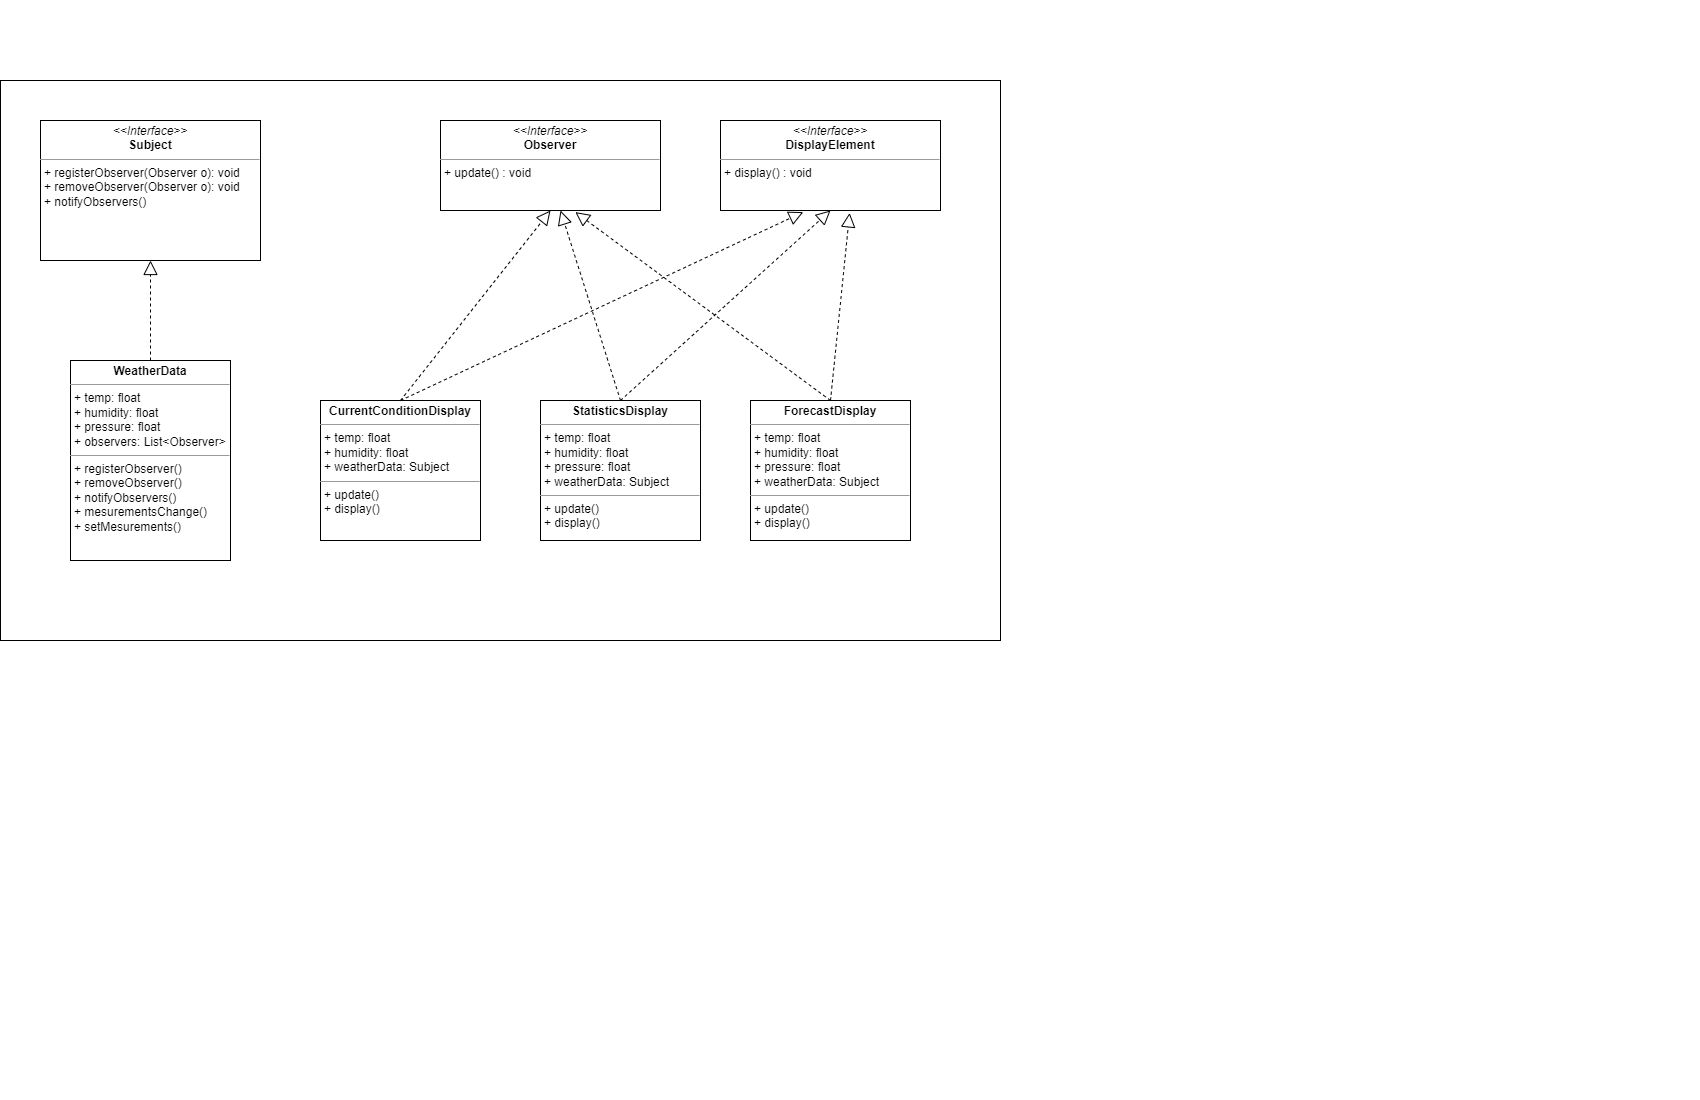 <<Interface>>
Subject
+ registerObserver(Observer o): void
+ removeObserver(Observer o): void
+ notifyObservers()
<<Interface>>
Observer
+ update() : void
<<Interface>>
DisplayElement
+ display() : void
WeatherData
+ temp: float
+ humidity: float
+ pressure: float
+ observers: List<Observer>
+ registerObserver()
+ removeObserver()
+ notifyObservers()
+ mesurementsChange()
+ setMesurements()
CurrentConditionDisplay
+ temp: float
+ humidity: float
+ weatherData: Subject
+ update()
+ display()
StatisticsDisplay
+ temp: float
+ humidity: float
+ pressure: float
+ weatherData: Subject
+ update()
+ display()
ForecastDisplay
+ temp: float
+ humidity: float
+ pressure: float
+ weatherData: Subject
+ update()
+ display()